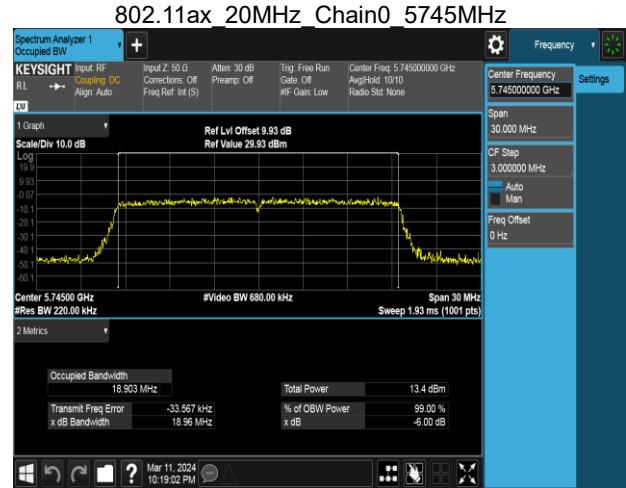 802.11ax_20MHz_Chain0_5745MHz
Spectrum Analyzer 1
Occupied BW
Frequency
KEYSIGHT
RL
LXI
Input: RF
Coupling: DC
Align: Auto
Input Z: 50 Ω
Corrections: Off
Freq Ref: Int (S)
Atten: 30 dB
Preamp: Off
Trig: Free Run
Gate: Off
#IF Gain: Low
Center Freq: 5.745000000 GHz
Avg|Hold: 10/10
Radio Std: None
Center Frequency
5.745000000 GHz
Settings
Span
30.000 MHz
CF Step
3.000000 MHz
Auto
Man
Freq Offset
0 Hz
1 Graph
Scale/Div 10.0 dB
Ref Lvl Offset 9.93 dB
Ref Value 29.93 dBm
Log
19.9
9.93
-0.07
-10.1
-20.1
-30.1
-40.1
-50.1
-60.1
Center 5.74500 GHz
#Video BW 680.00 kHz
Span 30 MHz
#Res BW 220.00 kHz
Sweep 1.93 ms (1001 pts)
2 Metrics
Occupied Bandwidth
18.903 MHz
Total Power 13.4 dBm
Transmit Freq Error -33.567 kHz
% of OBW Power 99.00 %
x dB Bandwidth 18.96 MHz
x dB -6.00 dB
?
Mar 11, 2024
10:19:02 PM